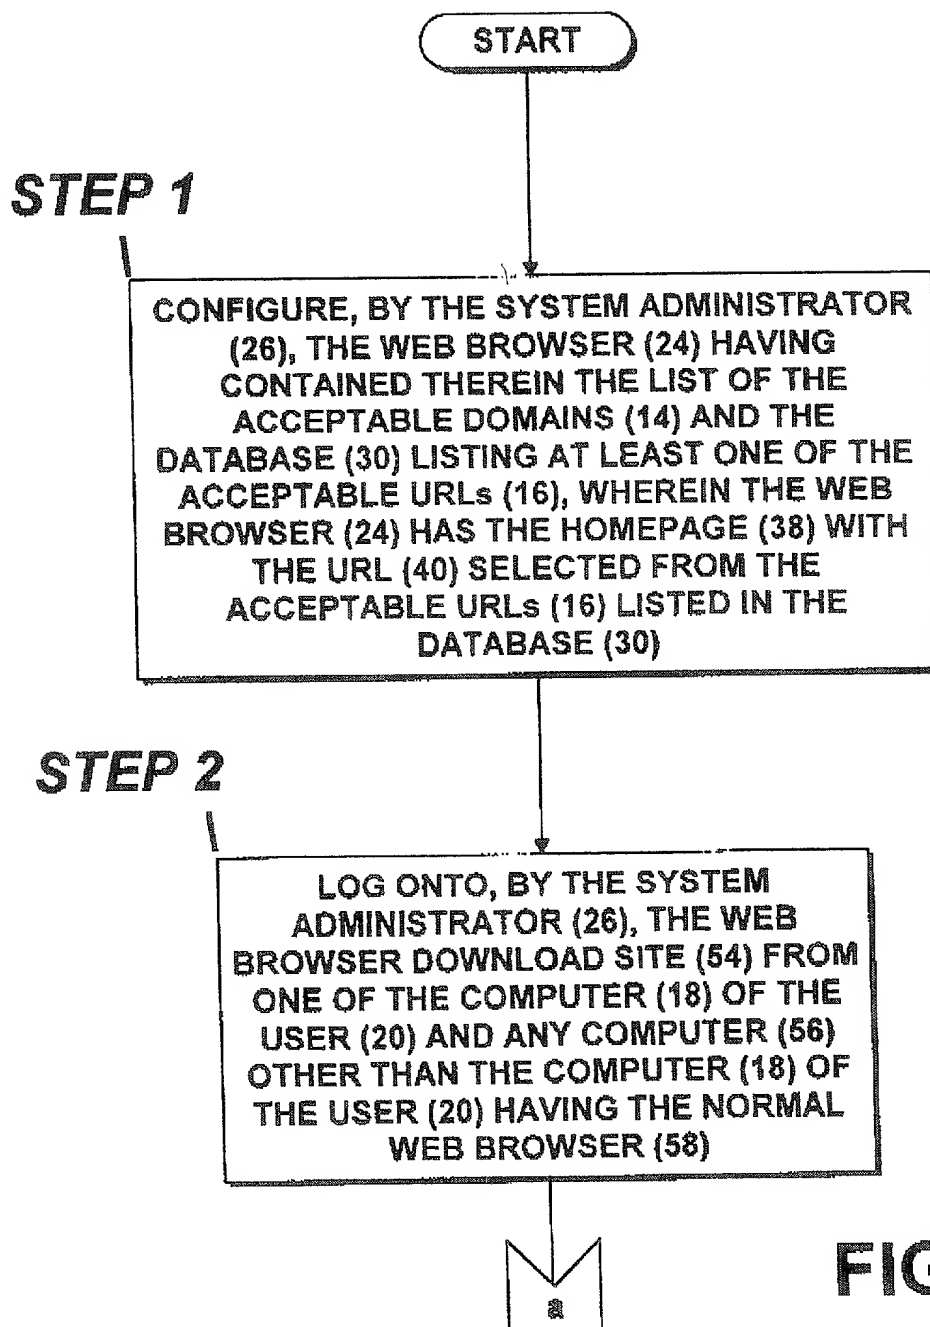 START
STEP 1
CONFIGURE, BY THE SYSTEM ADMINISTRATOR
(26), THE WEB BROWSER (24) HAVING
CONTAINED THEREIN THE LIST OF THE
ACCEPTABLE DOMAINS (14) AND THE
DATABASE (30) LISTING AT LEAST ONE OF THE
ACCEPTABLE URLs (16), WHEREIN THE WEB
BROWSER (24) HAS THE HOMEPAGE (38) WITH
THE URL (40) SELECTED FROM THE
ACCEPTABLE URLs (16) LISTED IN THE
DATABASE (30)
STEP 2
LOG ONTO, BY THE SYSTEM
ADMINISTRATOR (26), THE WEB
BROWSER DOWNLOAD SITE (54) FROM
ONE OF THE COMPUTER (18) OF THE
USER (20) AND ANY COMPUTER (56)
OTHER THAN THE COMPUTER (18) OF
THE USER (20) HAVING THE NORMAL
WEB BROWSER (58)
FIG
a